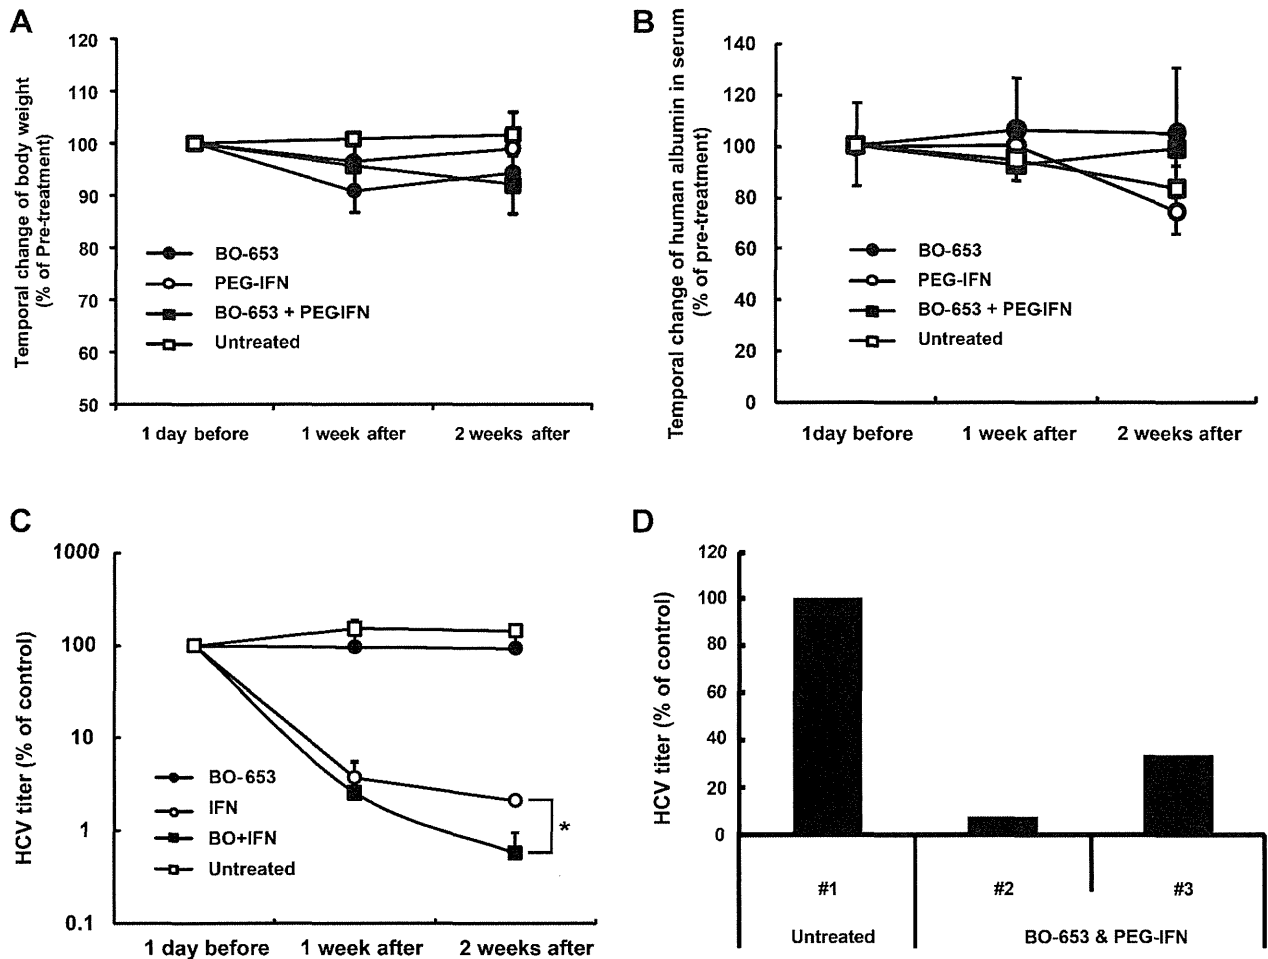 A
Temporal change of body weight
(% of Pre-treatment)
120
110
100
90
80
70
60
50
BO-653
PEG-IFN
BO-653 + PEGIFN
Untreated
1 day before
1 week after
2 weeks after
B
Temporal change of human albumin in serum
(% of pre-treatment)
140
120
100
80
60
40
20
0
BO-653
PEG-IFN
BO-653 + PEGIFN
Untreated
1day before
1 week after
2 weeks after
C
HCV titer (% of control)
1000
100
10
1
0.1
BO-653
IFN
BO+IFN
Untreated
*
1 day before
1 week after
2 weeks after
D
HCV titer (% of control)
120
100
80
60
40
20
0
#1
#2
#3
Untreated
BO-653 & PEG-IFN